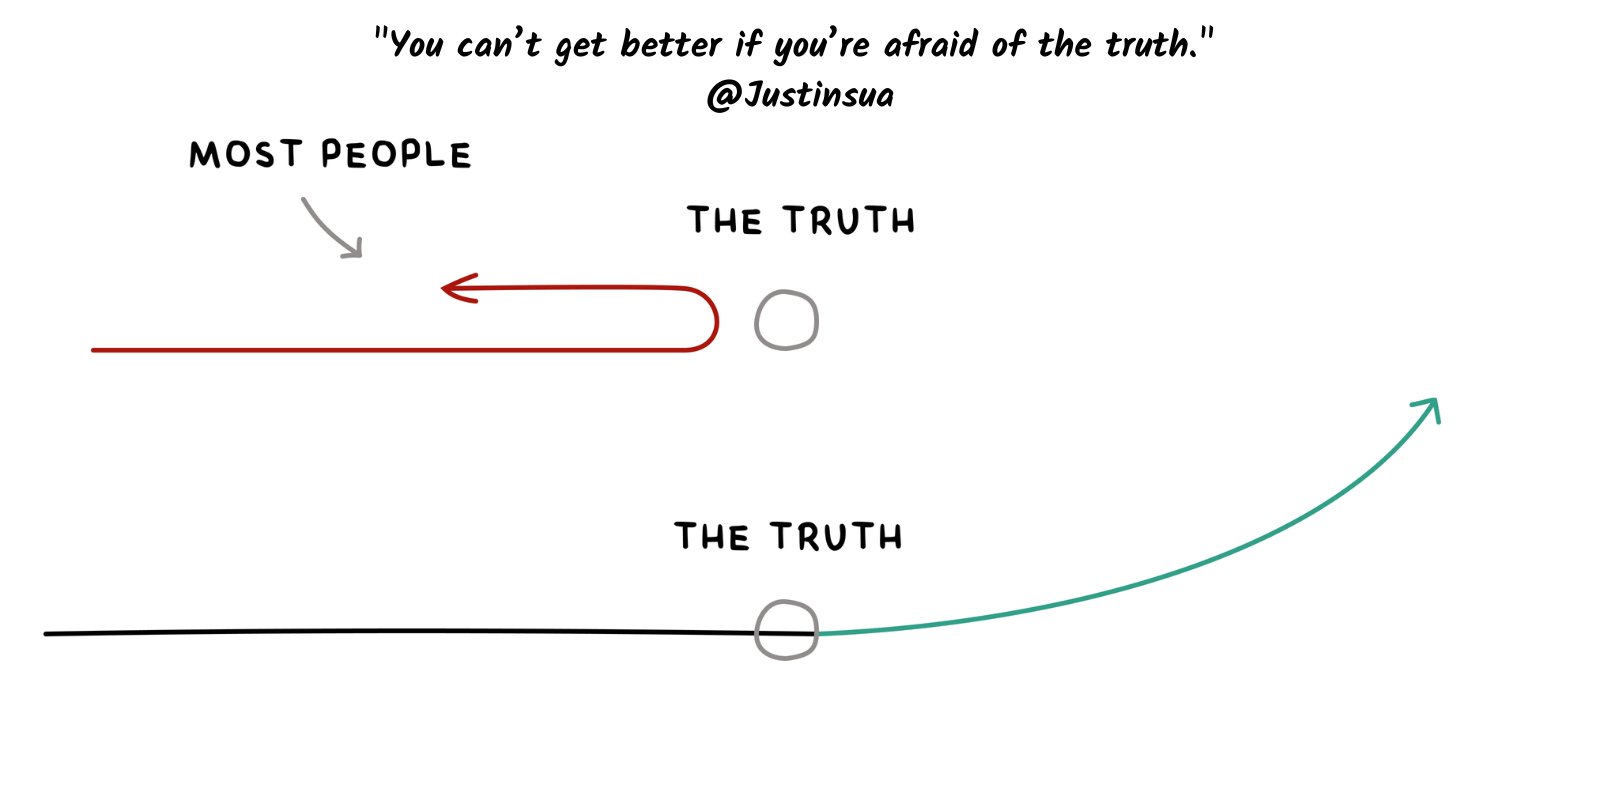 "You can’t get better if you’re afraid of the truth."
@Justinsua
MOST PEOPLE
THE TRUTH
THE TRUTH